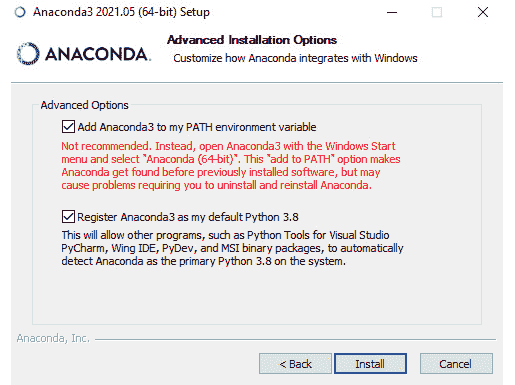 Anaconda3 2021.05 (64-bit) Setup
Advanced Installation Options
ANACONDA.
Customize how Anaconda integrates with Windows
Advanced Options
Add Anaconda3 to my PATH environment variable
Not recommended. Instead, open Anaconda3 with the Windows Start
menu and select "Anaconda (64-bit)". This "add to PATH" option makes
Anaconda get found before previously installed software, but may
cause problems requiring you to uninstall and reinstall Anaconda.
Register Anaconda3 as my default Python 3.8
This will allow other programs, such as Python Tools for Visual Studio
PyCharm, Wing IDE, PyDev, and MSI binary packages, to automatically
detect Anaconda as the primary Python 3.8 on the system.
Anaconda, Inc.
< Back
Install
Cancel